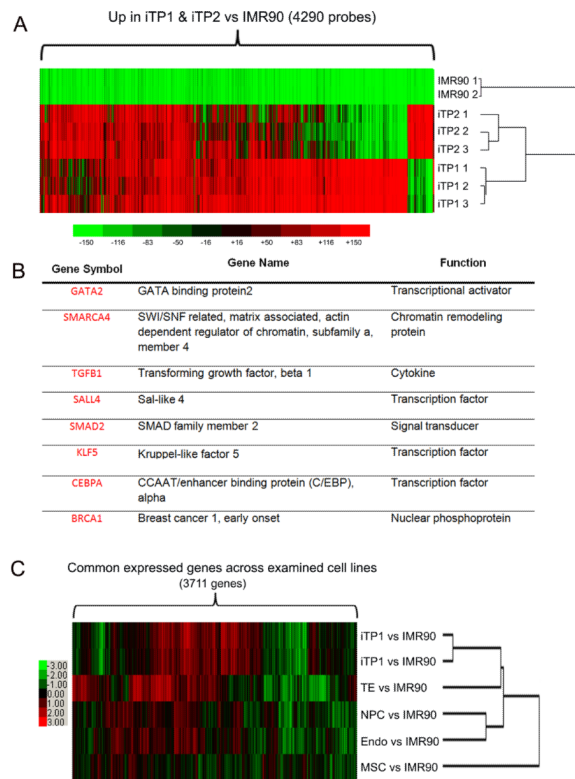 A
Up in iTP1 & iTP2 vs IMR90 (4290 probes)
IMR90 1
IMR90 2
iTP2 1
iTP2 2
iTP2 3
iTP1 1
iTP1 2
iTP1 3
-150 -116 -83 -50 -16 +16 +50 +83 +116 +150
B
Gene Symbol Gene Name Function
GATA2 GATA binding protein2 Transcriptional activator
SMARCA4 SWI/SNF related, matrix associated, actin Chromatin remodeling
dependent regulator of chromatin, subfamily a, protein
member 4
TGFB1 Transforming growth factor, beta 1 Cytokine
SALL4 Sal-like 4 Transcription factor
SMAD2 SMAD family member 2 Signal transducer
KLF5 Kruppel-like factor 5 Transcription factor
CEBPA CCAAT/enhancer binding protein (C/EBP), Transcription factor
alpha
BRCA1 Breast cancer 1, early onset Nuclear phosphoprotein
C
Common expressed genes across examined cell lines
(3711 genes)
-3.00
-2.00
-1.00
0.00
1.00
2.00
3.00
iTP1 vs IMR90
iTP1 vs IMR90
TE vs IMR90
NPC vs IMR90
Endo vs IMR90
MSC vs IMR90